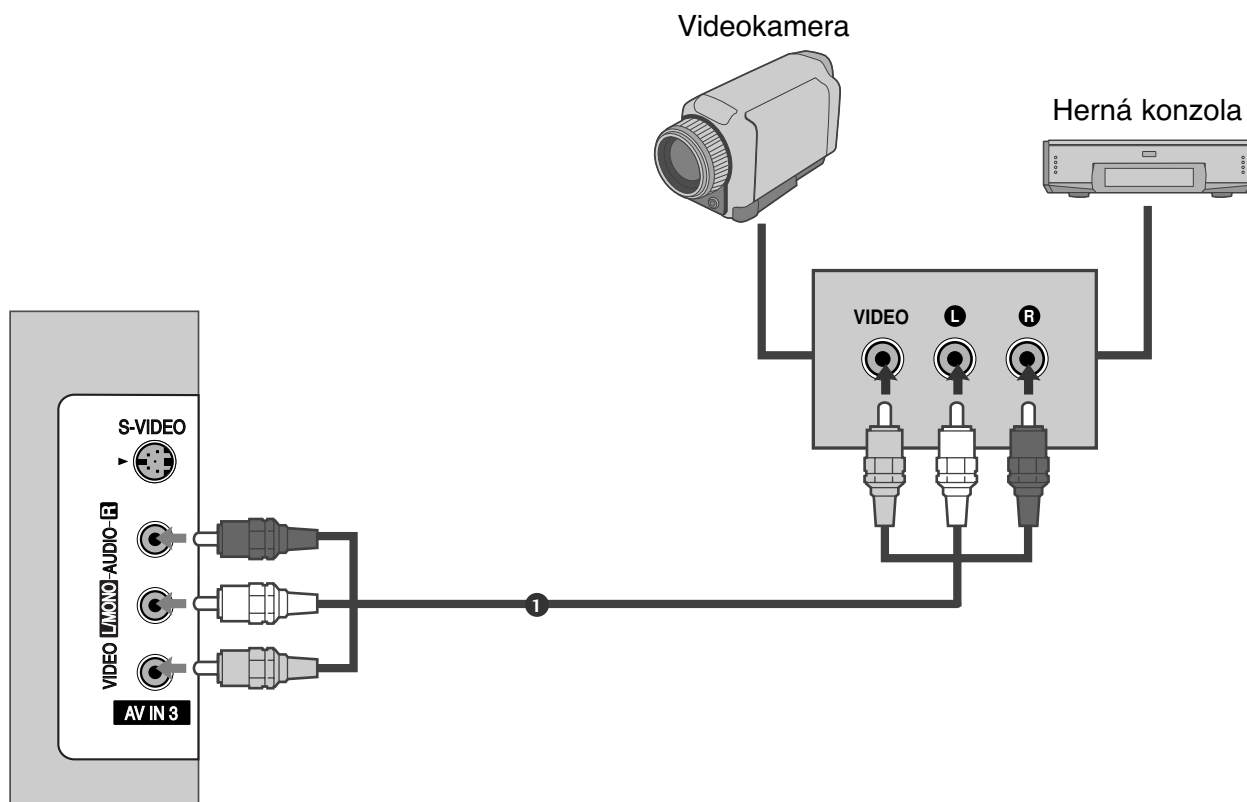 Videokamera
Herná konzola
VIDEO L R
S-VIDEO
VIDEO L/MONO-AUDIO-R
AV IN 3
1